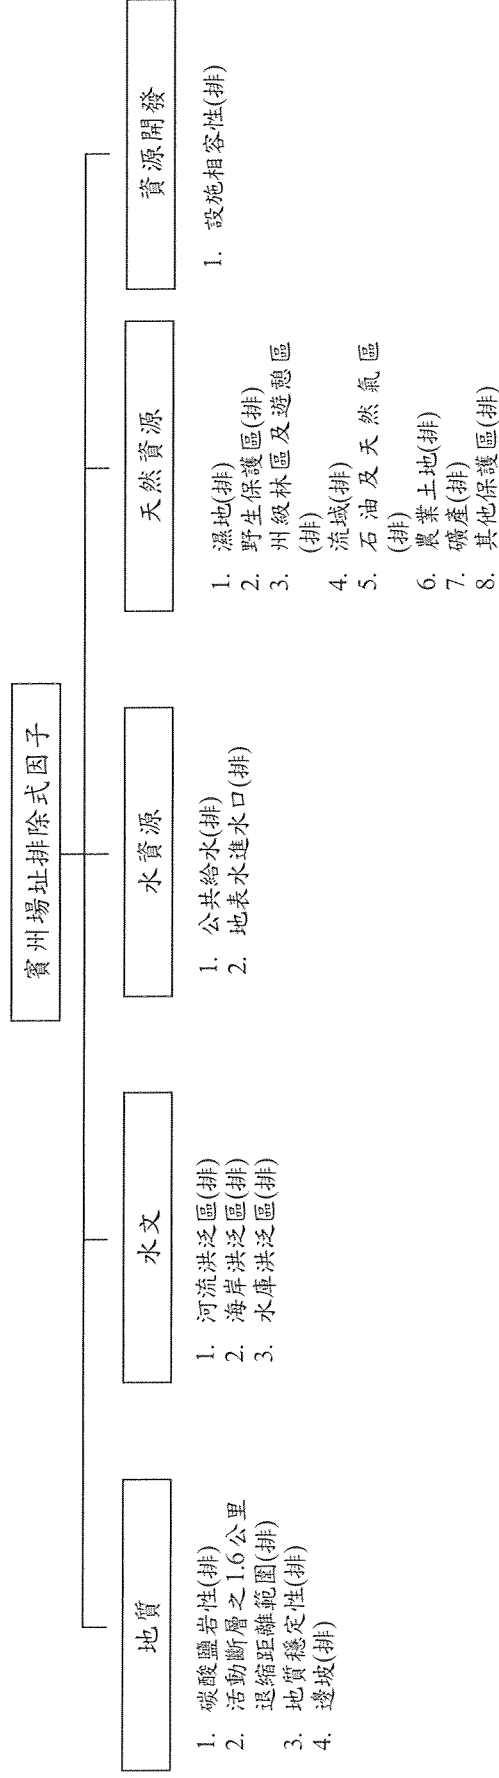 賓州場址排除式因子
地質
1. 碳酸鹽岩性(排)
2. 活動斷層之1.6公里
退縮距離範圍(排)
3. 地質穩定性(排)
4. 邊坡(排)
水文
1. 河流洪泛區(排)
2. 海岸洪泛區(排)
3. 水庫洪泛區(排)
水資源
1. 公共給水(排)
2. 地表水進水口(排)
天然資源
1. 濕地(排)
2. 野生保護區(排)
3. 州級林區及遊憩區
(排)
4. 流域(排)
5. 石油及天然氣區
(排)
6. 農業土地(排)
7. 礦產(排)
8. 其他保護區(排)
資源開發
1. 設施相容性(排)